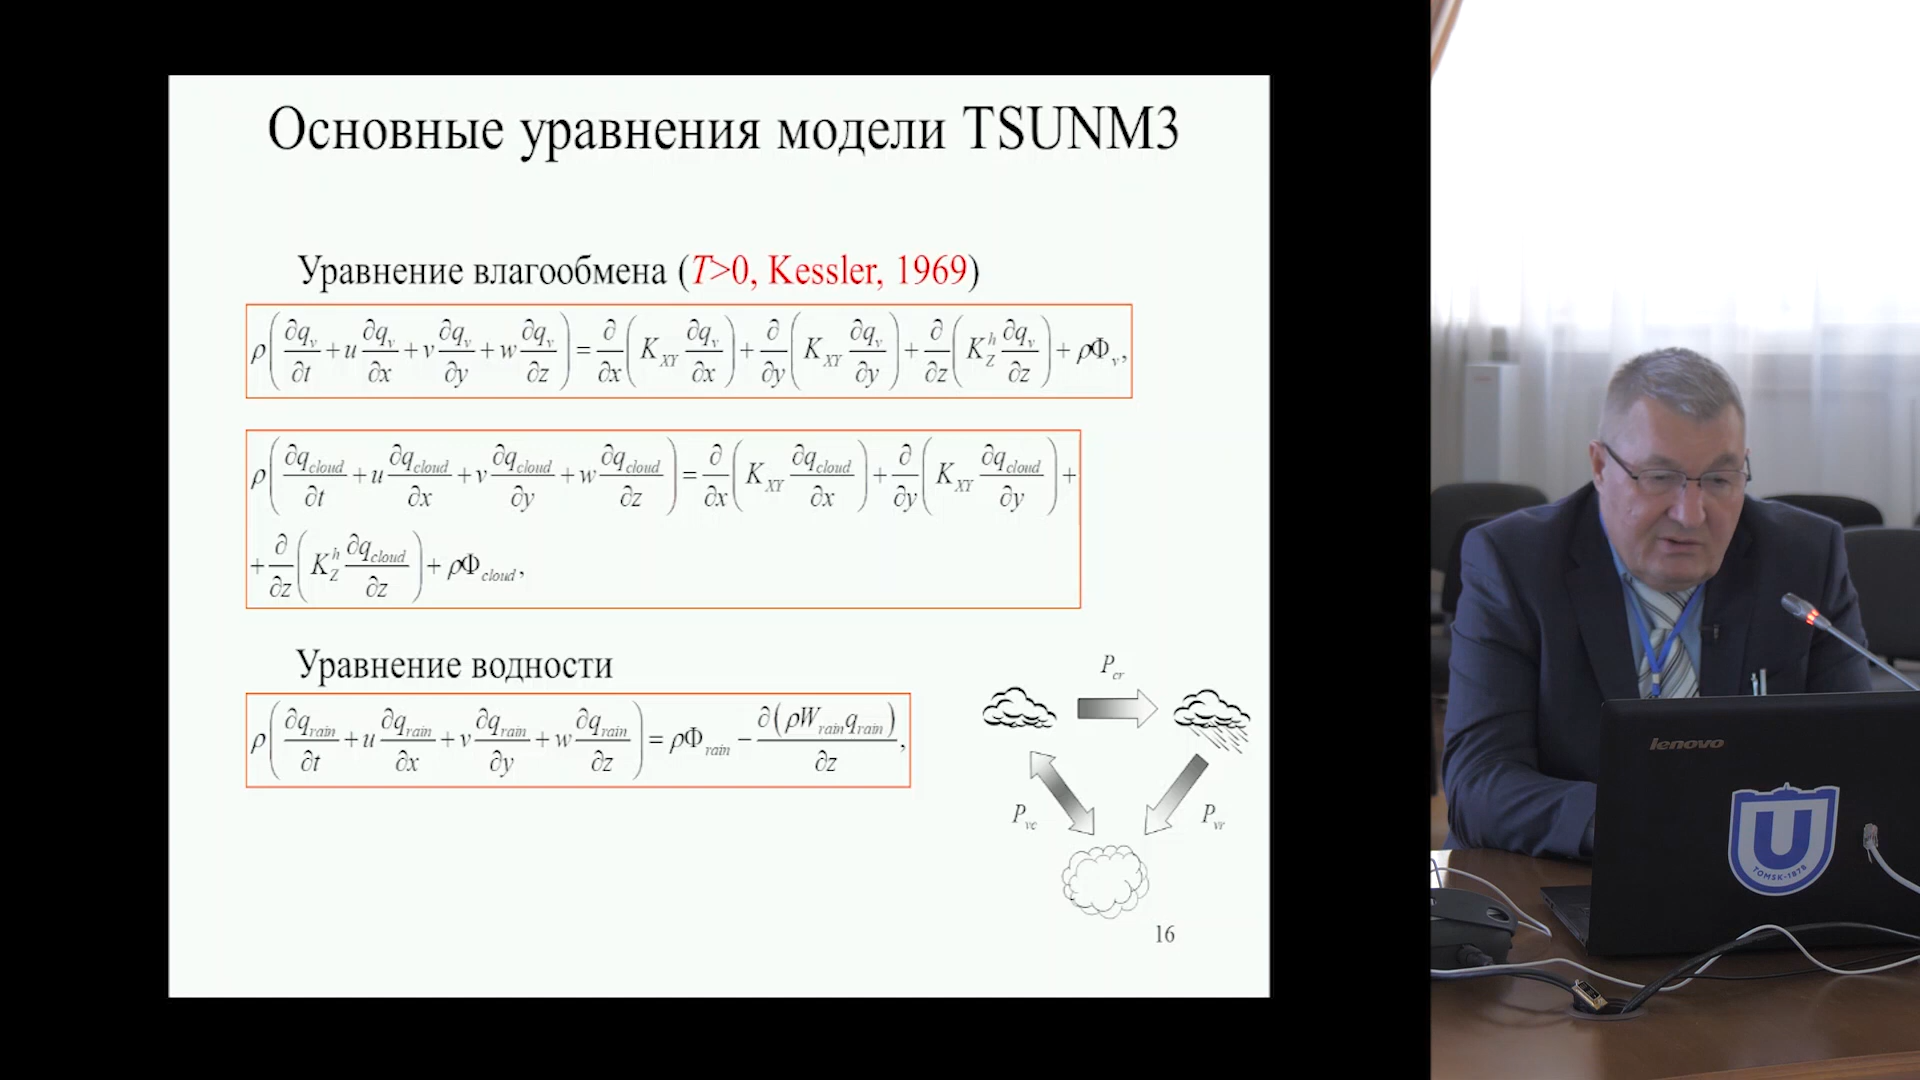 Основные уравнения модели TSUNM3
Уравнение влагообмена (T>0, Kessler, 1969)
ρ(∂q_v/∂t + u ∂q_v/∂x + v ∂q_v/∂y + w ∂q_v/∂z) = ∂/∂x(K_XY ∂q_v/∂x) + ∂/∂y(K_XY ∂q_v/∂y) + ∂/∂z(K_Z^h ∂q_v/∂z) + ρΦ_v,
ρ(∂q_cloud/∂t + u ∂q_cloud/∂x + v ∂q_cloud/∂y + w ∂q_cloud/∂z) = ∂/∂x(K_XY ∂q_cloud/∂x) + ∂/∂y(K_XY ∂q_cloud/∂y) +
+ ∂/∂z(K_Z^h ∂q_cloud/∂z) + ρΦ_cloud,
Уравнение водности
ρ(∂q_rain/∂t + u ∂q_rain/∂x + v ∂q_rain/∂y + w ∂q_rain/∂z) = ρΦ_rain − ∂(ρW_rain q_rain)/∂z,
P_cr
P_vc
P_vr
16
lenovo
U
TOMSK-1878